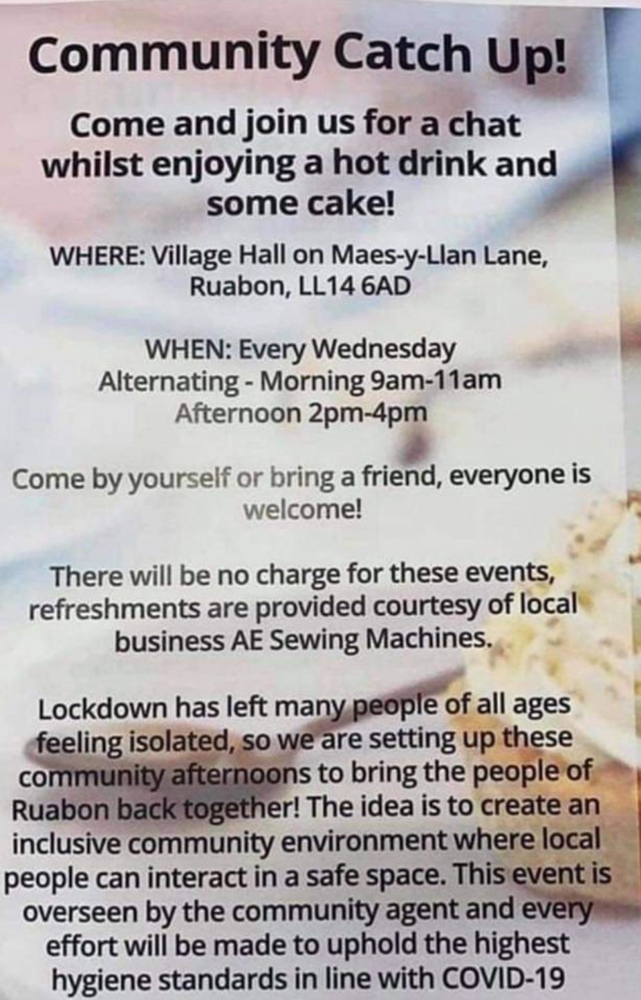 Community Catch Up!
Come and join us for a chat
whilst enjoying a hot drink and
some cake!
WHERE: Village Hall on Maes-y-Llan Lane,
Ruabon, LL14 6AD
WHEN: Every Wednesday
Alternating - Morning 9am-11am
Afternoon 2pm-4pm
Come by yourself or bring a friend, everyone is
welcome!
There will be no charge for these events,
refreshments are provided courtesy of local
business AE Sewing Machines.
Lockdown has left many people of all ages
feeling isolated, so we are setting up these
community afternoons to bring the people of
Ruabon back together! The idea is to create an
inclusive community environment where local
people can interact in a safe space. This event is
overseen by the community agent and every
effort will be made to uphold the highest
hygiene standards in line with COVID-19